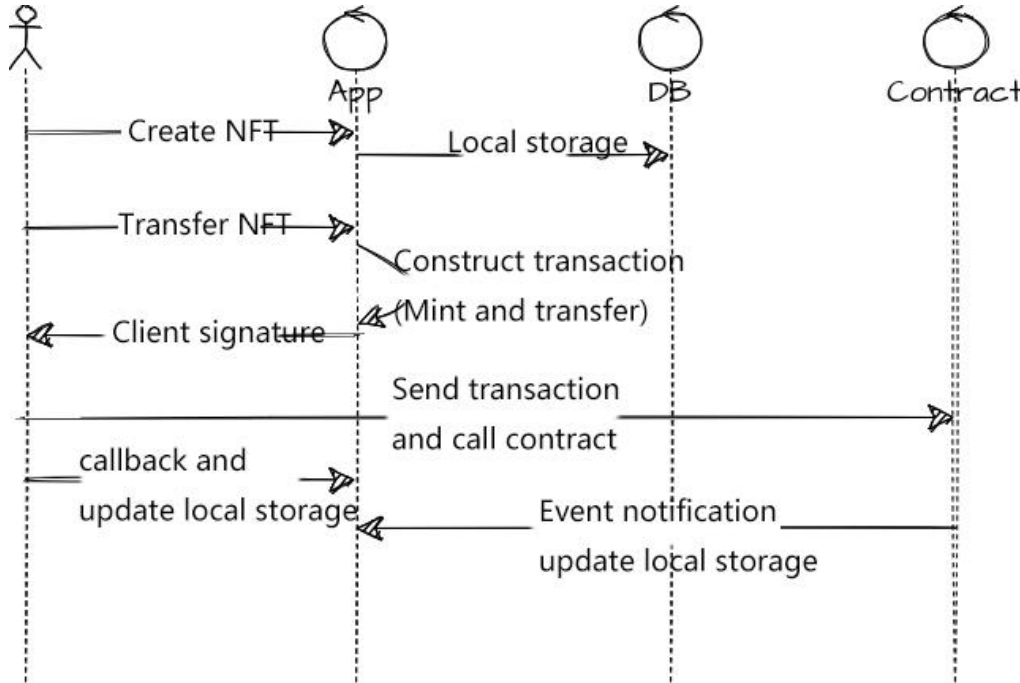 App
DB
Contract
Create NFT
Local storage
Transfer NFT
Construct transaction
(Mint and transfer)
Client signature
Send transaction
and call contract
callback and
update local storage
Event notification
update local storage